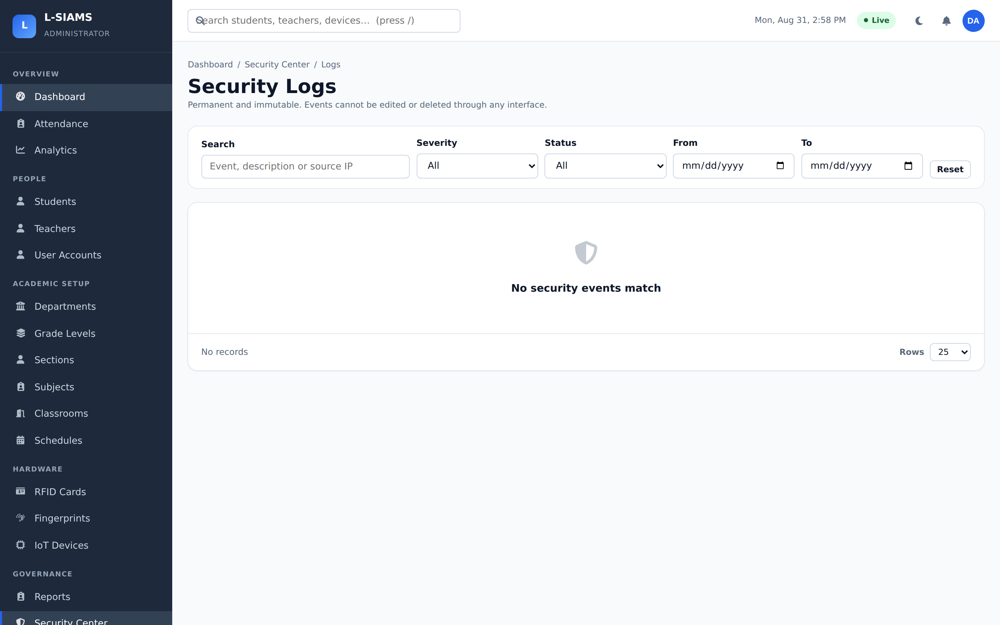 L
L-SIAMS
ADMINISTRATOR
OVERVIEW
Dashboard
Attendance
Analytics
PEOPLE
Students
Teachers
User Accounts
ACADEMIC SETUP
Departments
Grade Levels
Sections
Subjects
Classrooms
Schedules
HARDWARE
RFID Cards
Fingerprints
IoT Devices
GOVERNANCE
Reports
Security Center
Search students, teachers, devices... (press /)
Mon, Aug 31, 2:58 PM
Live
DA
Dashboard / Security Center / Logs
Security Logs
Permanent and immutable. Events cannot be edited or deleted through any interface.
Search
Severity
Status
From
To
Event, description or source IP
All
All
mm/dd/yyyy
mm/dd/yyyy
Reset
No security events match
No records
Rows
25